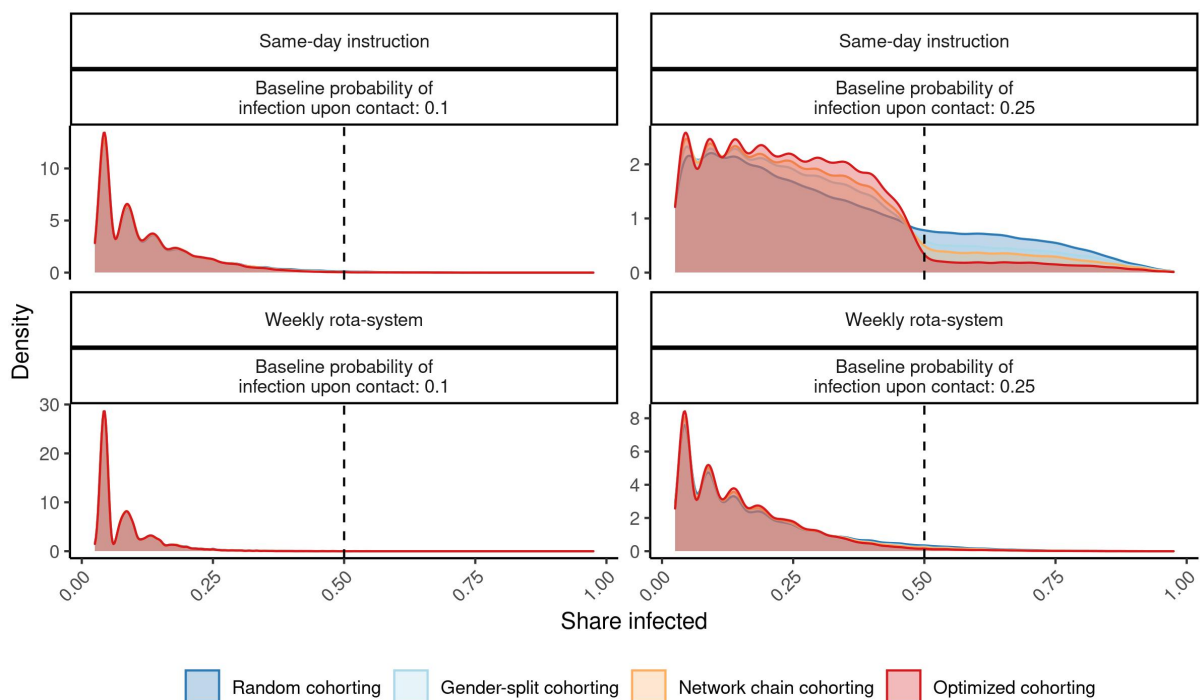 Same-day instruction
Same-day instruction
Baseline probability of
infection upon contact: 0.1
Baseline probability of
infection upon contact: 0.25
10
5
0
2
1
0
Density
Weekly rota-system
Weekly rota-system
Baseline probability of
infection upon contact: 0.1
Baseline probability of
infection upon contact: 0.25
30
20
10
0
8
6
4
2
0
0.00 0.25 0.50 0.75 1.00
0.00 0.25 0.50 0.75 1.00
Share infected
Random cohorting Gender-split cohorting Network chain cohorting Optimized cohorting